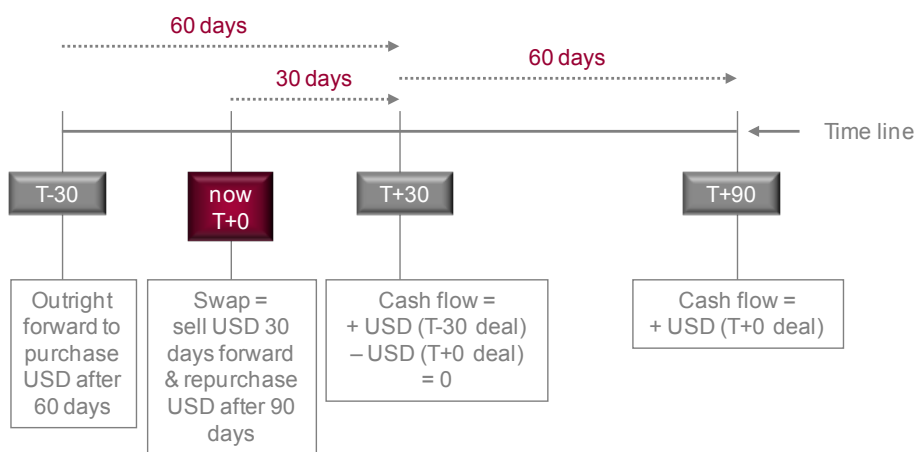 60 days
30 days
60 days
Time line
T-30
now
T+0
T+30
T+90
Outright
forward to
purchase
USD after
60 days
Swap =
sell USD 30
days forward
& repurchase
USD after 90
days
Cash flow =
+ USD (T-30 deal)
– USD (T+0 deal)
= 0
Cash flow =
+ USD (T+0 deal)